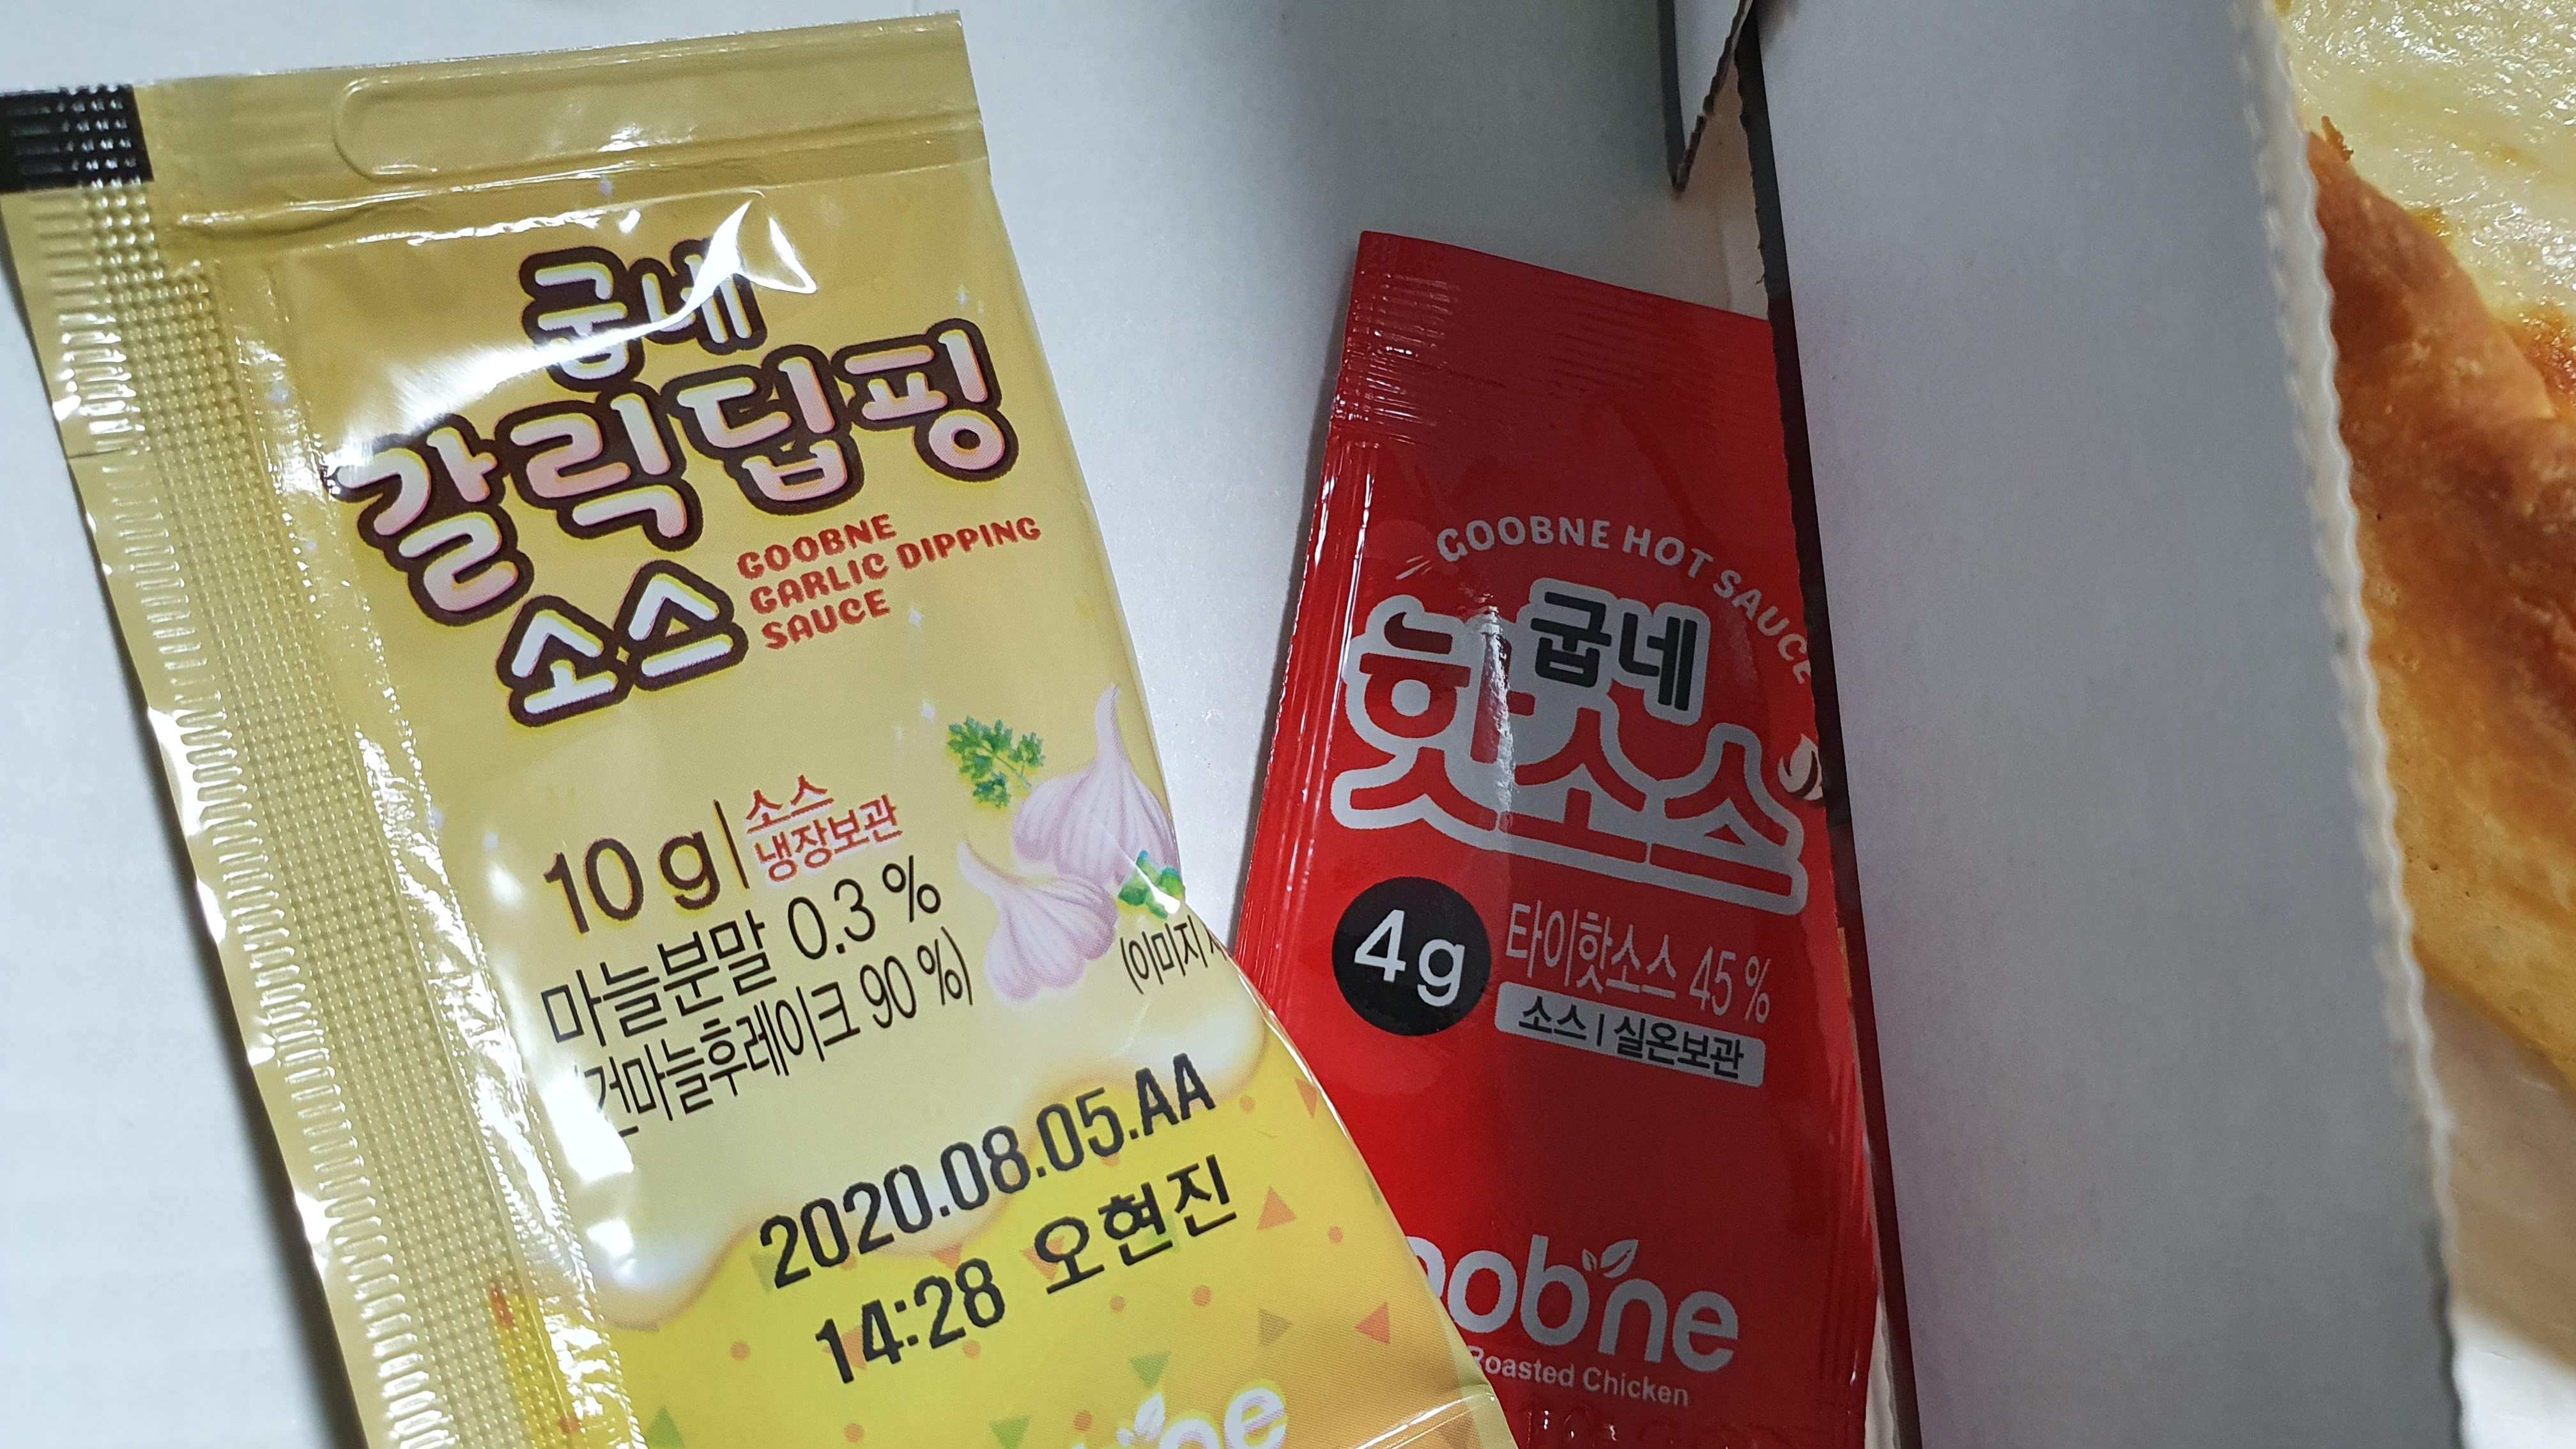 굽네
갈릭딥핑
소스
GOOBNE
GARLIC DIPPING
SAUCE
10 g
소스
냉장보관
마늘분말 0.3 %
(건마늘후레이크 90 %)
(이미지
2020.08.05.AA
14:28 오현진
GOOBNE HOT SAUCE
굽네
핫소스
4g
타이핫소스 45 %
소스 | 실온보관
oobne
Roasted Chicken